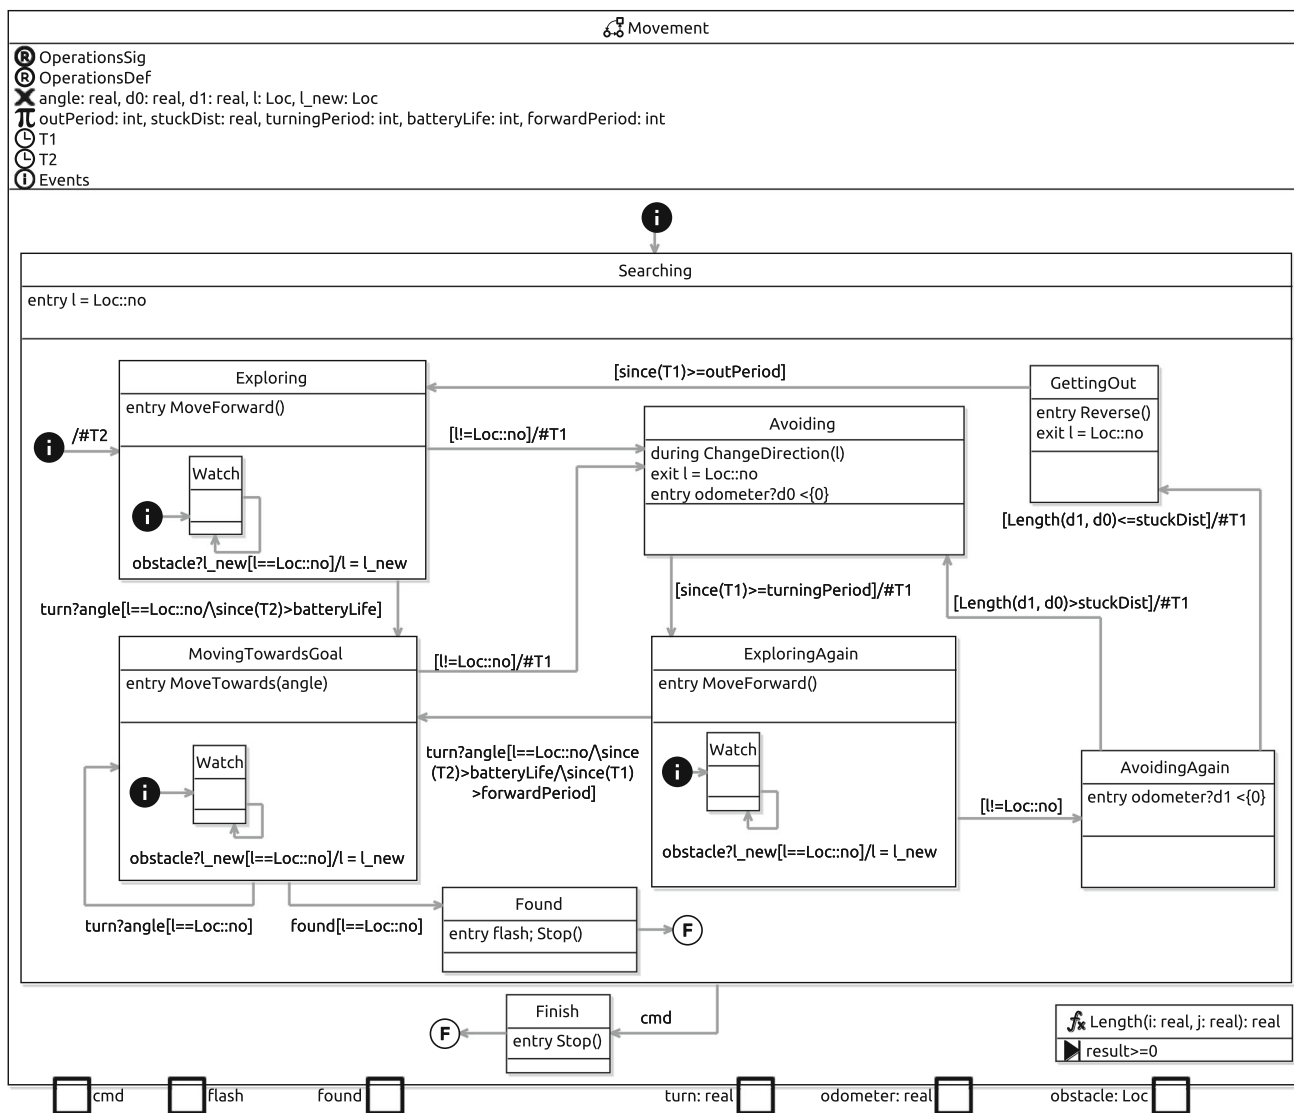 Movement
R OperationsSig
R OperationsDef
X angle: real, d0: real, d1: real, l: Loc, l_new: Loc
π outPeriod: int, stuckDist: real, turningPeriod: int, batteryLife: int, forwardPeriod: int
T1
T2
i Events
i
Searching
entry l = Loc::no
Exploring
entry MoveForward()
i
/#T2
Watch
i
obstacle?l_new[l==Loc::no]/l = l_new
[since(T1)>=outPeriod]
GettingOut
entry Reverse()
exit l = Loc::no
[l!=Loc::no]/#T1
Avoiding
during ChangeDirection(l)
exit l = Loc::no
entry odometer?d0 <{0}
[Length(d1, d0)<=stuckDist]/#T1
turn?angle[l==Loc::no/\since(T2)>batteryLife]
[since(T1)>=turningPeriod]/#T1
[Length(d1, d0)>stuckDist]/#T1
MovingTowardsGoal
entry MoveTowards(angle)
[l!=Loc::no]/#T1
Watch
i
obstacle?l_new[l==Loc::no]/l = l_new
ExploringAgain
entry MoveForward()
turn?angle[l==Loc::no/\since
(T2)>batteryLife/\since(T1)
>forwardPeriod]
Watch
i
obstacle?l_new[l==Loc::no]/l = l_new
[l!=Loc::no]
AvoidingAgain
entry odometer?d1 <{0}
turn?angle[l==Loc::no]
found[l==Loc::no]
Found
entry flash; Stop()
F
Finish
entry Stop()
F
cmd
fx Length(i: real, j: real): real
result>=0
cmd
flash
found
turn: real
odometer: real
obstacle: Loc